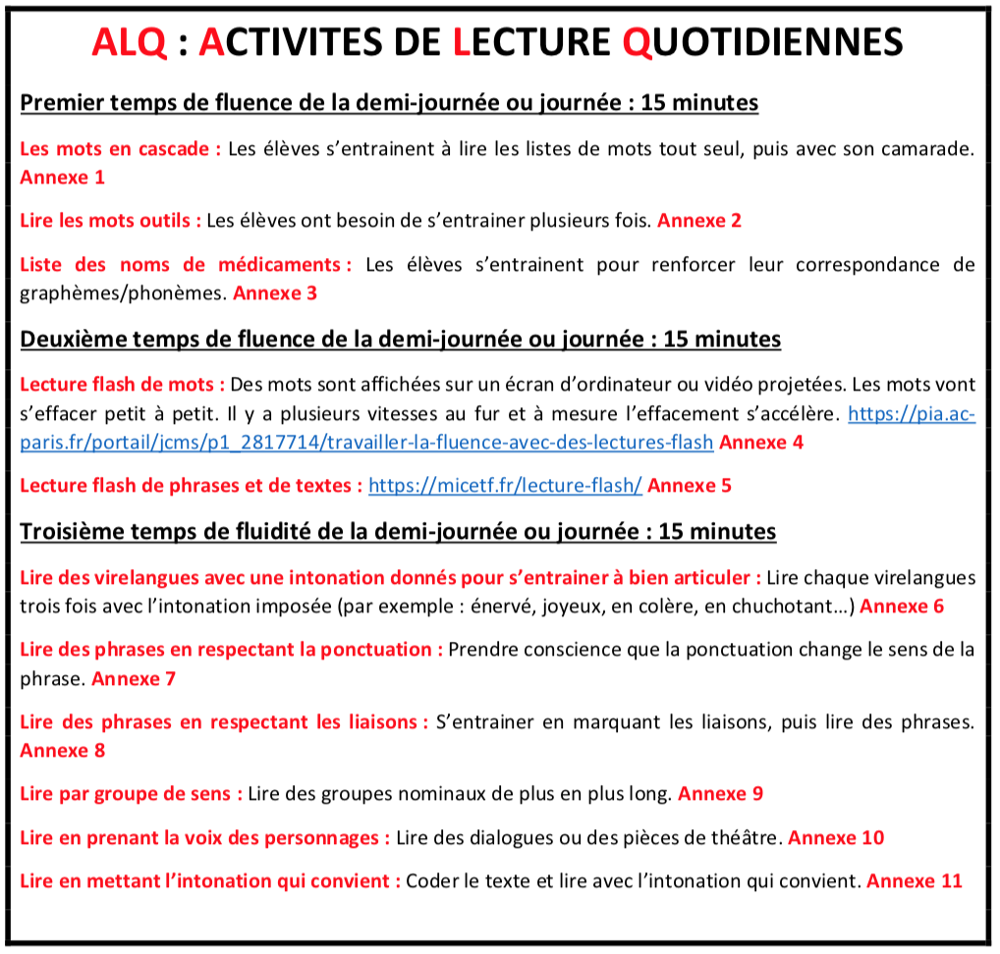 ALQ : ACTIVITES DE LECTURE QUOTIDIENNES
Premier temps de fluence de la demi-journée ou journée : 15 minutes
Les mots en cascade : Les élèves s’entrainent à lire les listes de mots tout seul, puis avec son camarade.
Annexe 1
Lire les mots outils : Les élèves ont besoin de s’entrainer plusieurs fois. Annexe 2
Liste des noms de médicaments : Les élèves s’entrainent pour renforcer leur correspondance de
graphèmes/phonèmes. Annexe 3
Deuxième temps de fluence de la demi-journée ou journée : 15 minutes
Lecture flash de mots : Des mots sont affichées sur un écran d’ordinateur ou vidéo projetées. Les mots vont
s’effacer petit à petit. Il y a plusieurs vitesses au fur et à mesure l’effacement s’accélère. https://pia.ac-
paris.fr/portail/jcms/p1_2817714/travailler-la-fluence-avec-des-lectures-flash Annexe 4
Lecture flash de phrases et de textes : https://micetf.fr/lecture-flash/ Annexe 5
Troisième temps de fluidité de la demi-journée ou journée : 15 minutes
Lire des virelangues avec une intonation donnés pour s’entrainer à bien articuler : Lire chaque virelangues
trois fois avec l’intonation imposée (par exemple : énervé, joyeux, en colère, en chuchotant…) Annexe 6
Lire des phrases en respectant la ponctuation : Prendre conscience que la ponctuation change le sens de la
phrase. Annexe 7
Lire des phrases en respectant les liaisons : S’entrainer en marquant les liaisons, puis lire des phrases.
Annexe 8
Lire par groupe de sens : Lire des groupes nominaux de plus en plus long. Annexe 9
Lire en prenant la voix des personnages : Lire des dialogues ou des pièces de théâtre. Annexe 10
Lire en mettant l’intonation qui convient : Coder le texte et lire avec l’intonation qui convient. Annexe 11